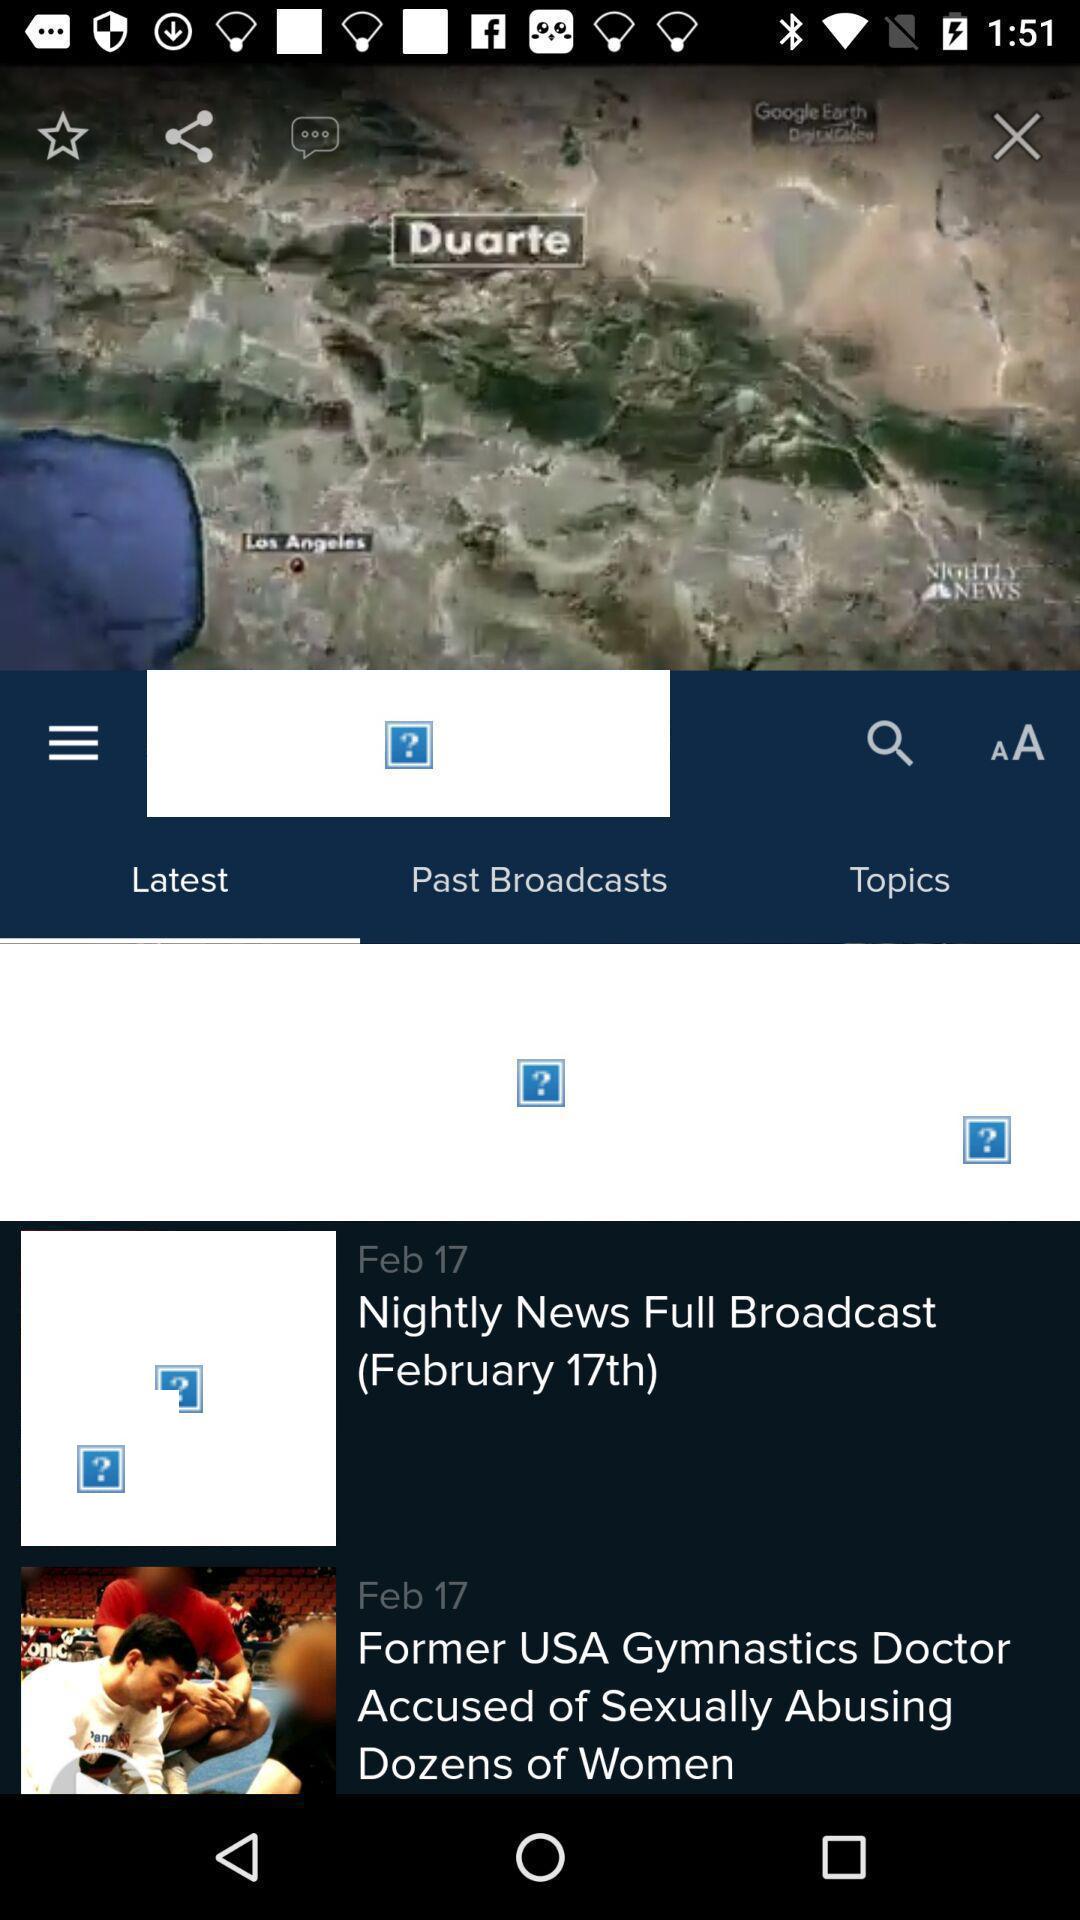 1:51
Google Earth
Duarte
Los Angeles
NIGHTLY
NEWS
AA
Latest Past Broadcasts Topics
Feb 17
Nightly News Full Broadcast
(February 17th)
Feb 17
Former USA Gymnastics Doctor
Accused of Sexually Abusing
Dozens of Women